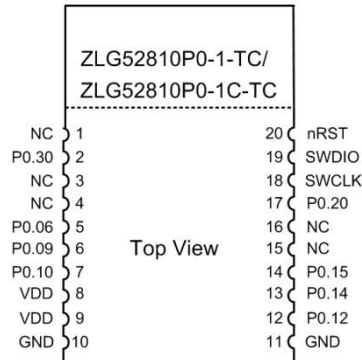 ZLG52810P0-1-TC/
ZLG52810P0-1C-TC
NC 1 20 nRST
P0.30 2 19 SWDIO
NC 3 18 SWCLK
NC 4 17 P0.20
P0.06 5 16 NC
P0.09 6 Top View 15 NC
P0.10 7 14 P0.15
VDD 8 13 P0.14
VDD 9 12 P0.12
GND 10 11 GND